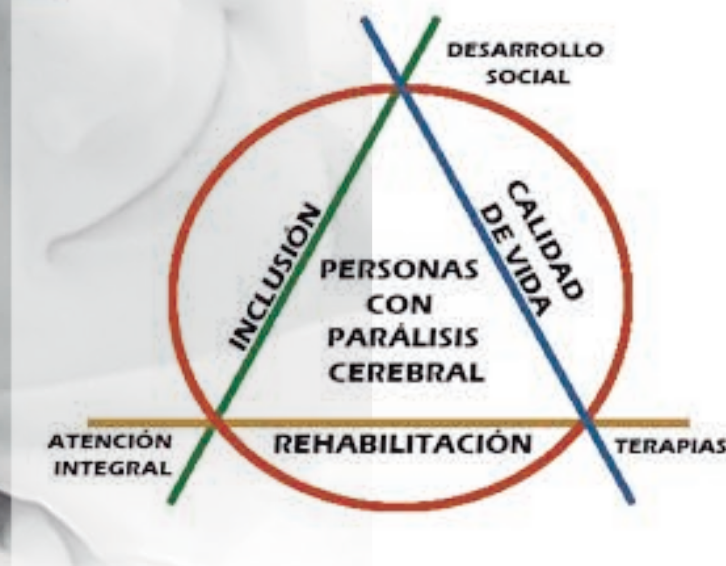 DESARROLLO
SOCIAL
INCLUSIÓN
CALIDAD
DE VIDA
PERSONAS
CON
PARÁLISIS
CEREBRAL
ATENCIÓN
INTEGRAL
REHABILITACIÓN
TERAPIAS